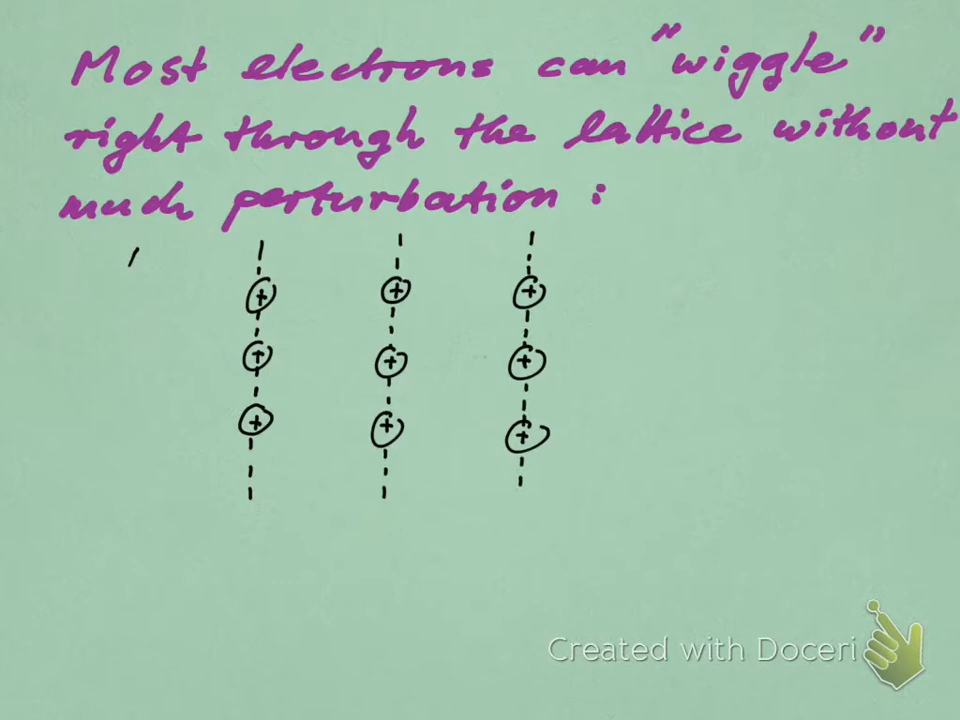 Most electrons can "wiggle"
right through the lattice without
much perturbation :
+ + +
+ + +
+ + +
Created with Doceri